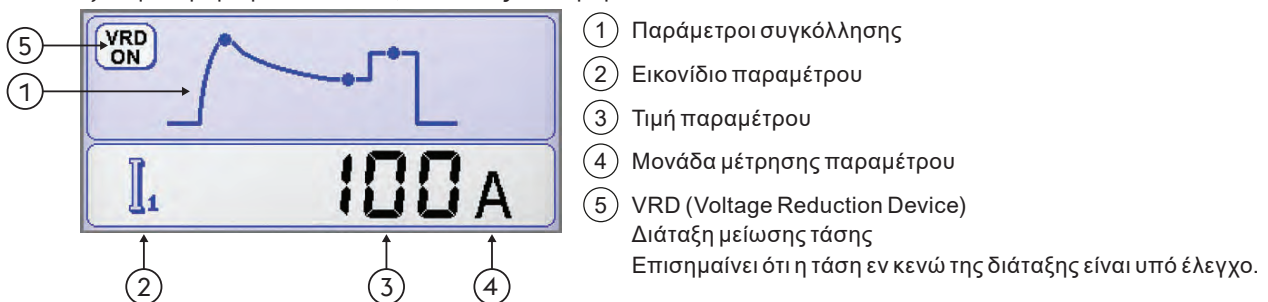 VRD
ON
5
1
I1
100 A
2
3
4
1 Παράμετροι συγκόλλησης
2 Εικονίδιο παραμέτρου
3 Τιμή παραμέτρου
4 Μονάδα μέτρησης παραμέτρου
5 VRD (Voltage Reduction Device)
Διάταξη μείωσης τάσης
Επισημαίνει ότι η τάση εν κενώ της διάταξης είναι υπό έλεγχο.